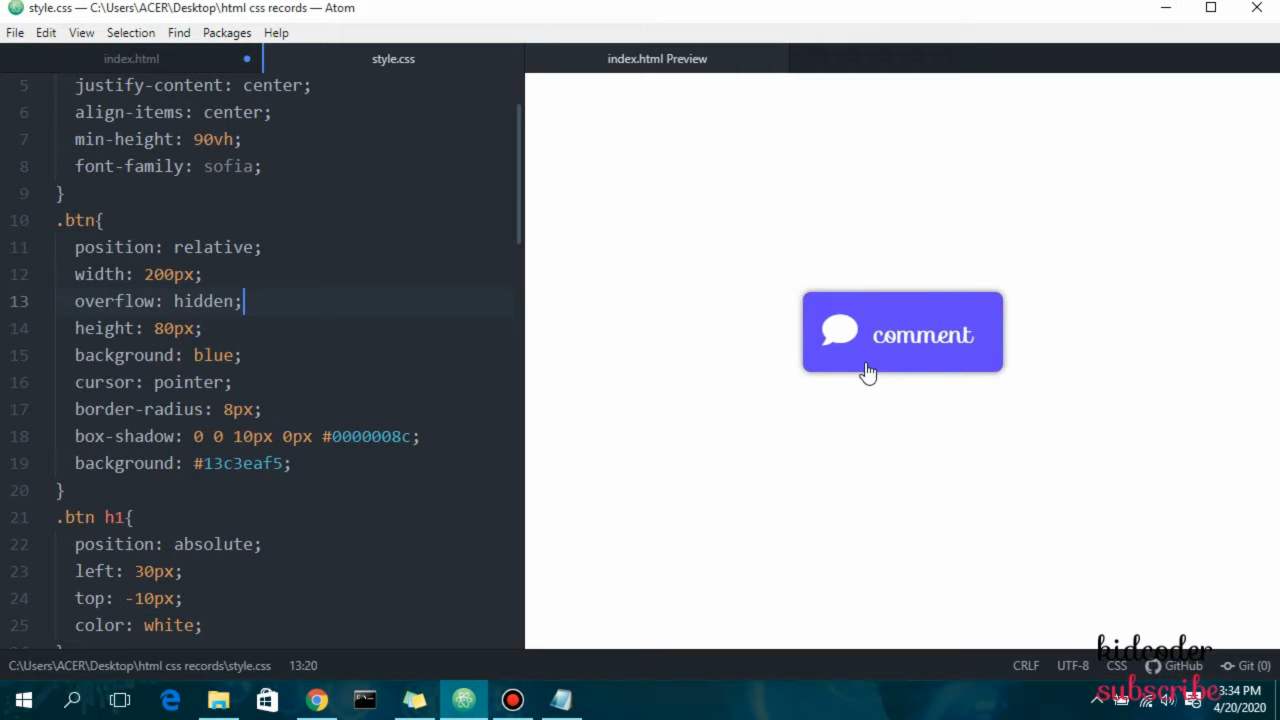 style.css — C:\Users\ACER\Desktop\html css records — Atom
File Edit View Selection Find Packages Help
index.html style.css index.html Preview
5 justify-content: center;
6 align-items: center;
7 min-height: 90vh;
8 font-family: sofia;
9 }
10 .btn{
11 position: relative;
12 width: 200px;
13 overflow: hidden;
14 height: 80px;
15 background: blue;
16 cursor: pointer;
17 border-radius: 8px;
18 box-shadow: 0 0 10px 0px #0000008c;
19 background: #13c3eaf5;
20 }
21 .btn h1{
22 position: absolute;
23 left: 30px;
24 top: -10px;
25 color: white;
comment
kidcoder
C:\Users\ACER\Desktop\html css records\style.css 13:20 CRLF UTF-8 CSS GitHub Git (0)
subscribe
3:34 PM
4/20/2020